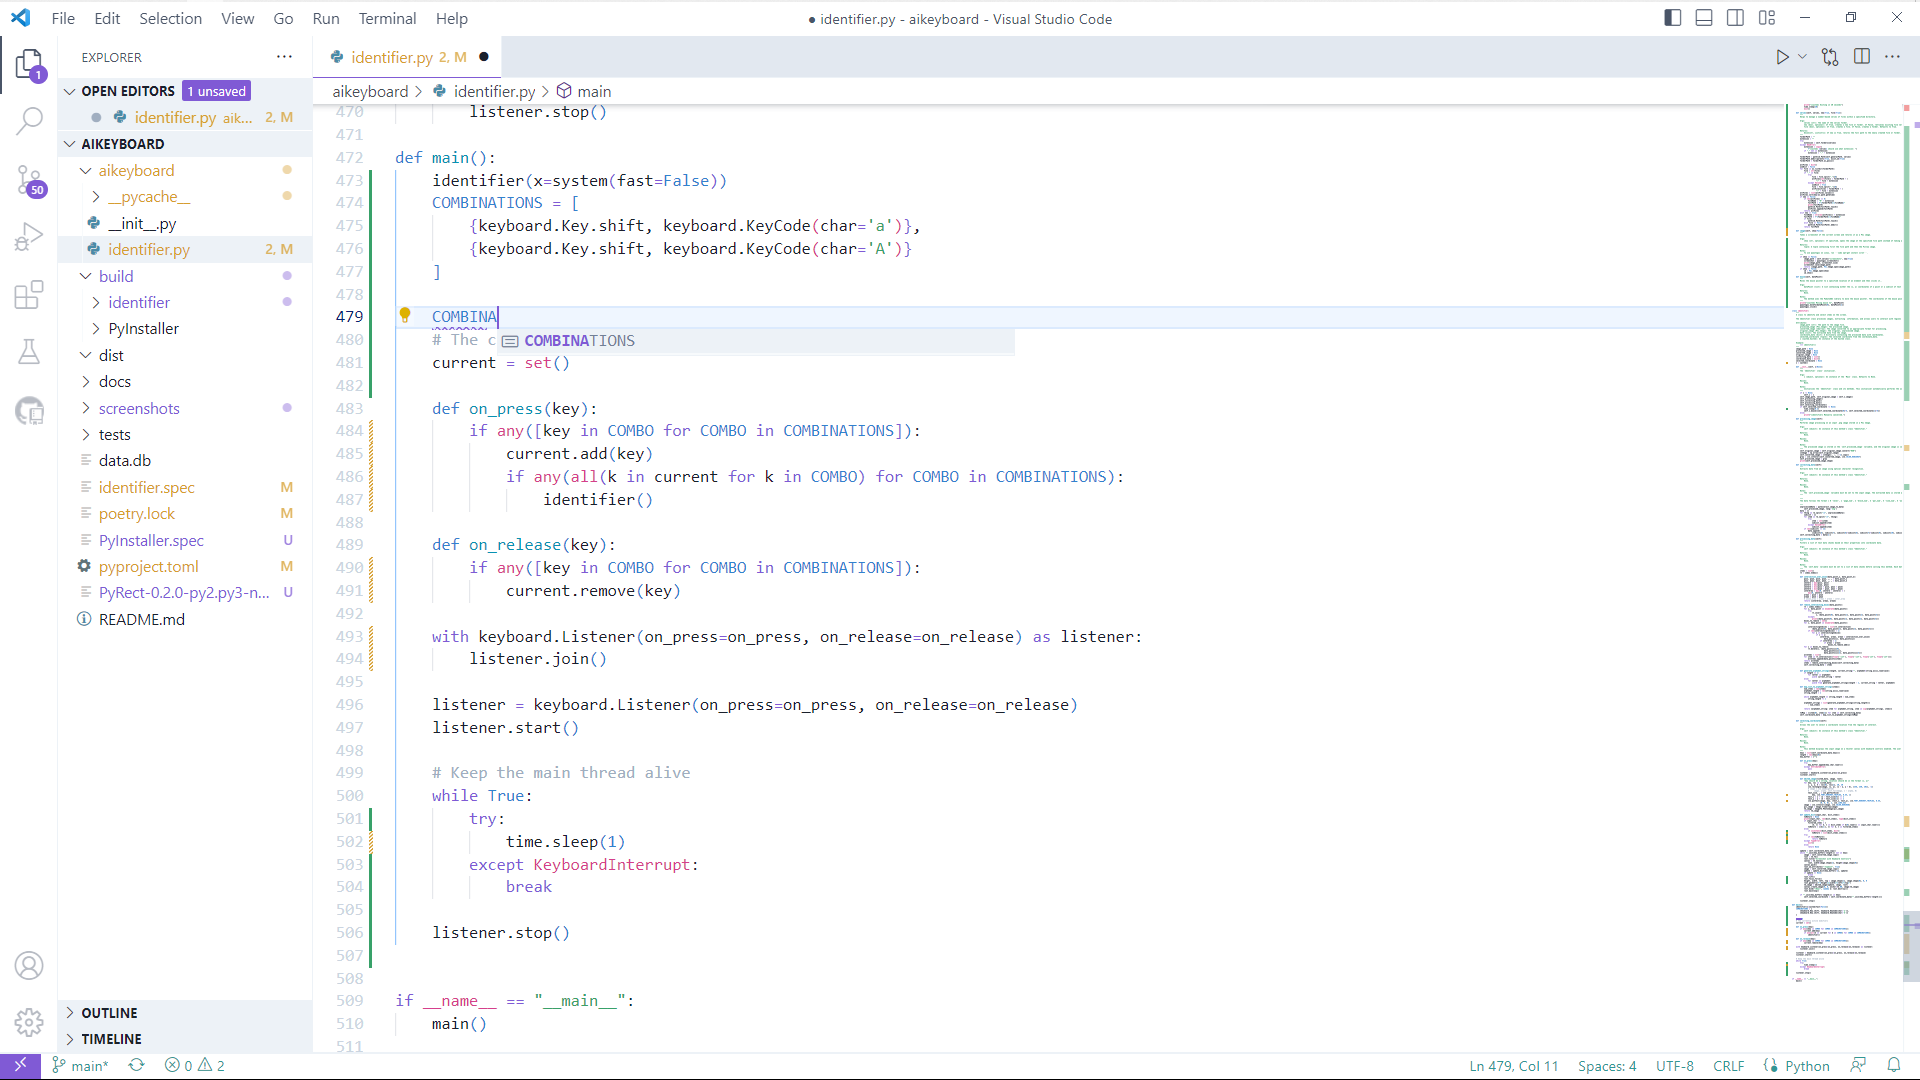 File Edit Selection View Go Run Terminal Help
● identifier.py - aikeyboard - Visual Studio Code
EXPLORER ...
identifier.py 2, M ●
1
OPEN EDITORS 1 unsaved
● identifier.py aik... 2, M
AIKEYBOARD
aikeyboard
__pycache__
__init__.py
identifier.py 2, M
build
identifier
PyInstaller
dist
docs
screenshots
tests
data.db
identifier.spec M
poetry.lock M
PyInstaller.spec U
pyproject.toml M
PyRect-0.2.0-py2.py3-n... U
README.md
OUTLINE
TIMELINE
50
aikeyboard > identifier.py > main
470 listener.stop()
471
472 def main():
473 identifier(x=system(fast=False))
474 COMBINATIONS = [
475 {keyboard.Key.shift, keyboard.KeyCode(char='a')},
476 {keyboard.Key.shift, keyboard.KeyCode(char='A')}
477 ]
478
479 COMBINA
480 # The c
COMBINATIONS
481 current = set()
482
483 def on_press(key):
484 if any([key in COMBO for COMBO in COMBINATIONS]):
485 current.add(key)
486 if any(all(k in current for k in COMBO) for COMBO in COMBINATIONS):
487 identifier()
488
489 def on_release(key):
490 if any([key in COMBO for COMBO in COMBINATIONS]):
491 current.remove(key)
492
493 with keyboard.Listener(on_press=on_press, on_release=on_release) as listener:
494 listener.join()
495
496 listener = keyboard.Listener(on_press=on_press, on_release=on_release)
497 listener.start()
498
499 # Keep the main thread alive
500 while True:
501 try:
502 time.sleep(1)
503 except KeyboardInterrupt:
504 break
505
506 listener.stop()
507
508
509 if __name__ == "__main__":
510 main()
511
main* 0 2
Ln 479, Col 11 Spaces: 4 UTF-8 CRLF Python